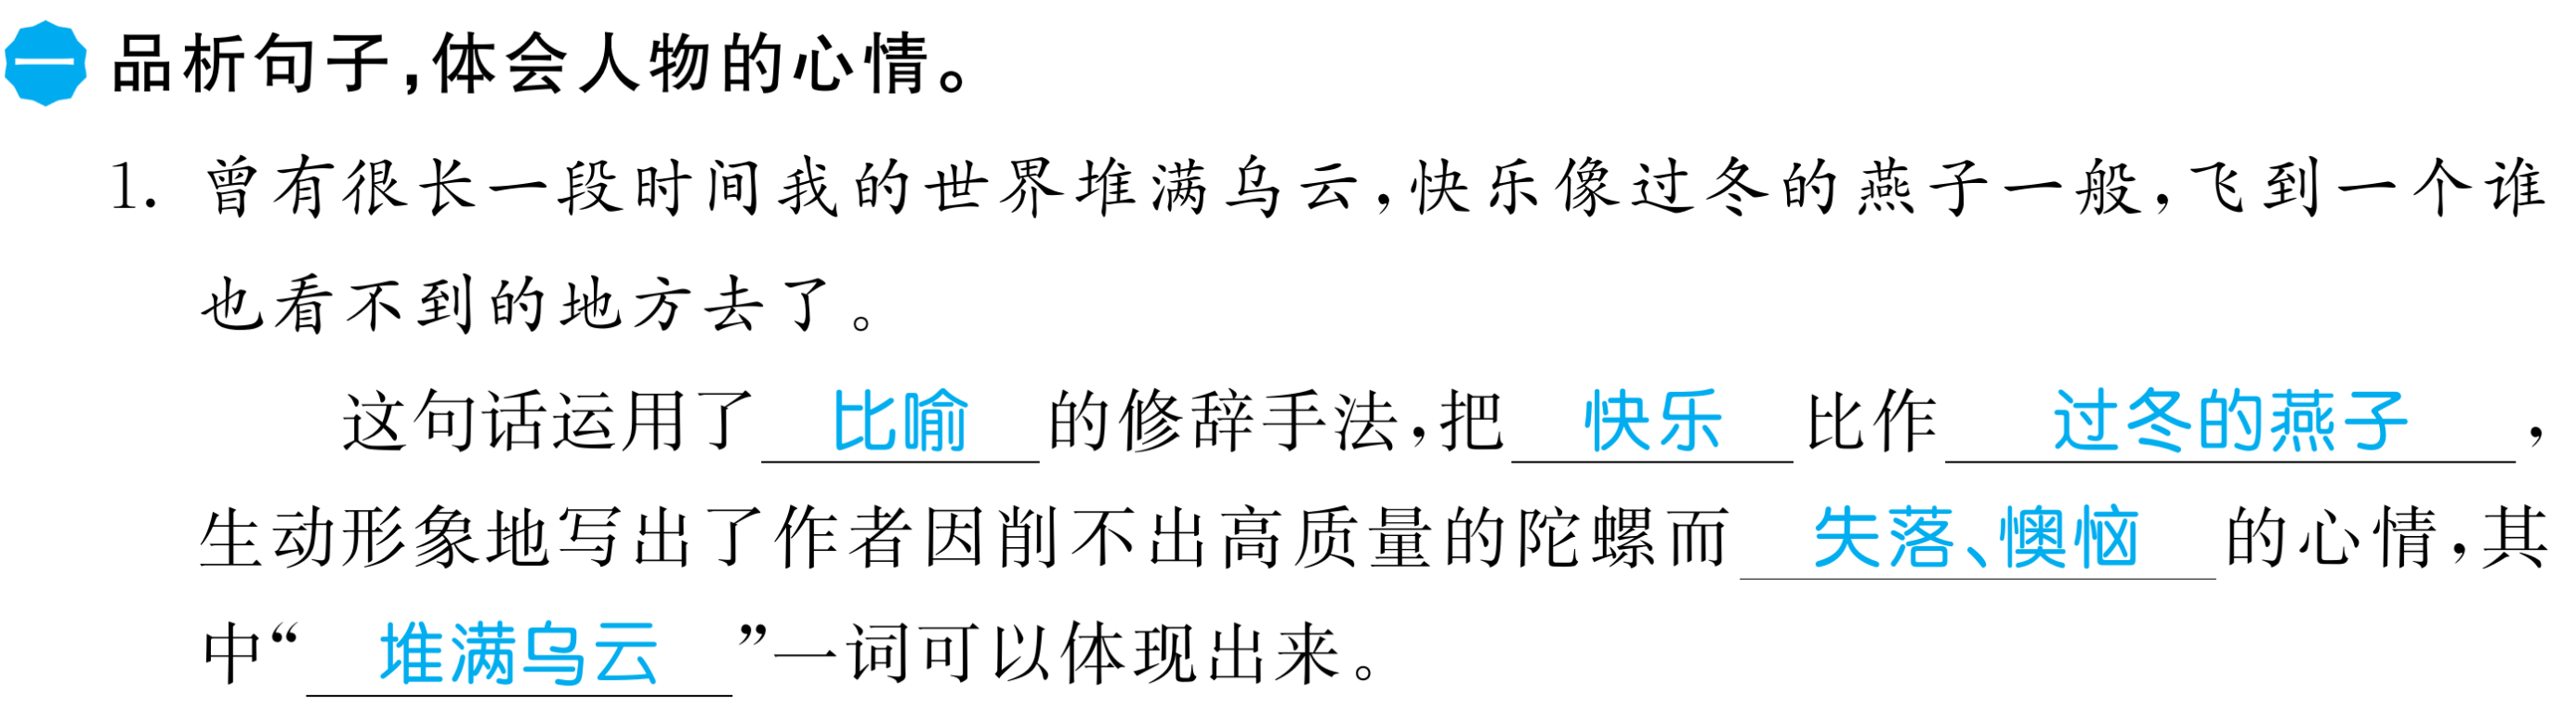 一 品析句子,体会人物的心情。
1. 曾有很长一段时间我的世界堆满乌云,快乐像过冬的燕子一般,飞到一个谁
也看不到的地方去了。
这句话运用了 比喻 的修辞手法,把 快乐 比作 过冬的燕子 ,
生动形象地写出了作者因削不出高质量的陀螺而 失落、懊恼 的心情,其
中“ 堆满乌云 ”一词可以体现出来。